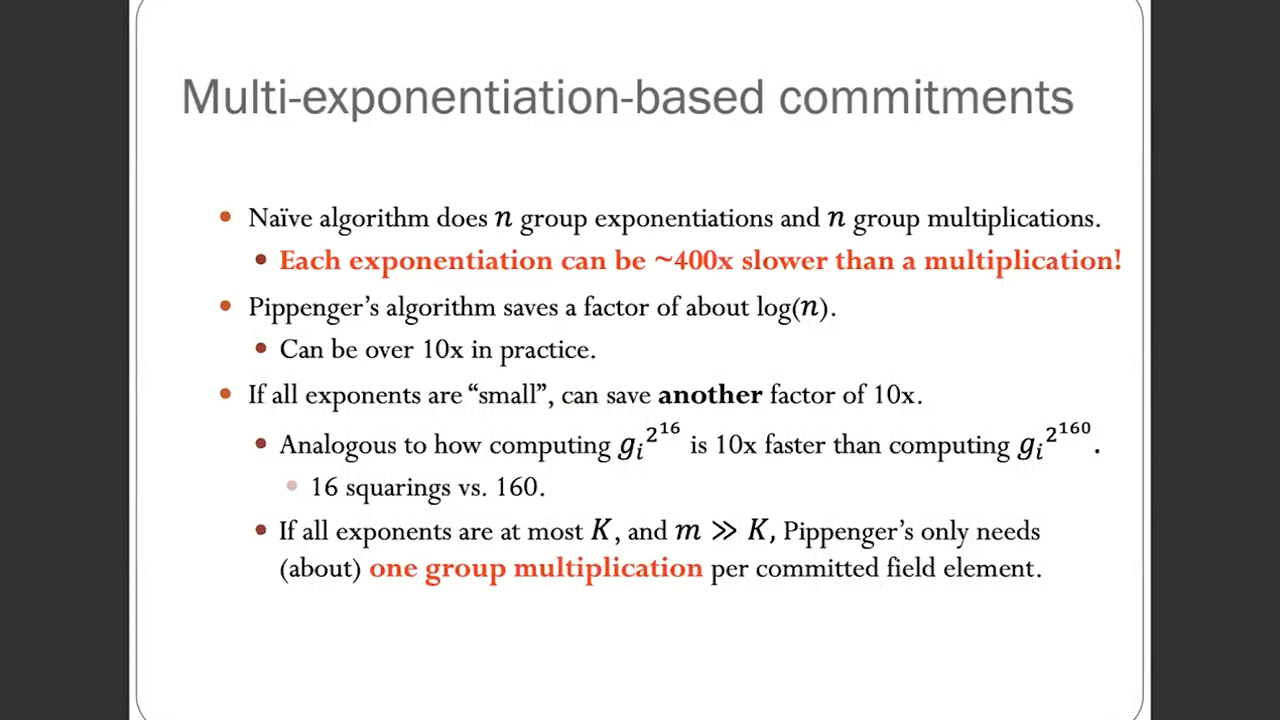 Multi-exponentiation-based commitments
• Naïve algorithm does n group exponentiations and n group multiplications.
• Each exponentiation can be ~400x slower than a multiplication!
• Pippenger’s algorithm saves a factor of about log(n).
• Can be over 10x in practice.
• If all exponents are “small”, can save another factor of 10x.
• Analogous to how computing g_i^{2^{16}} is 10x faster than computing g_i^{2^{160}}.
• 16 squarings vs. 160.
• If all exponents are at most K, and m ≫ K, Pippenger’s only needs
(about) one group multiplication per committed field element.